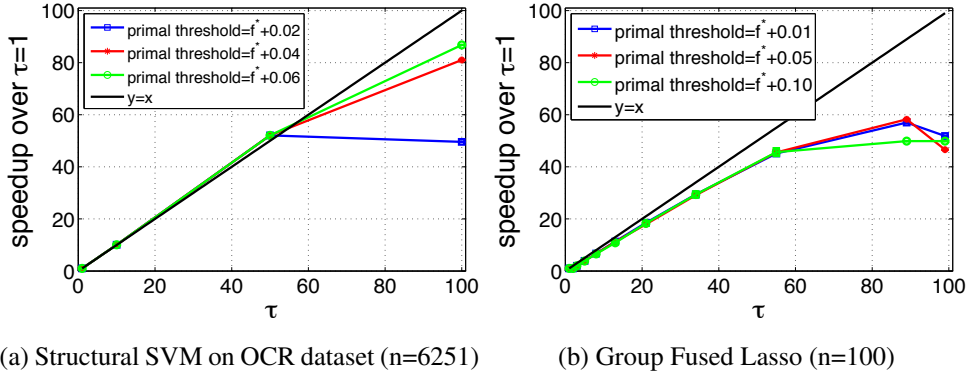 speedup over τ=1
100
80
60
40
20
0
primal threshold=f*+0.02
primal threshold=f*+0.04
primal threshold=f*+0.06
y=x
0 20 40 60 80 100
τ
(a) Structural SVM on OCR dataset (n=6251)
speedup over τ=1
100
80
60
40
20
0
primal threshold=f*+0.01
primal threshold=f*+0.05
primal threshold=f*+0.10
y=x
0 20 40 60 80 100
τ
(b) Group Fused Lasso (n=100)